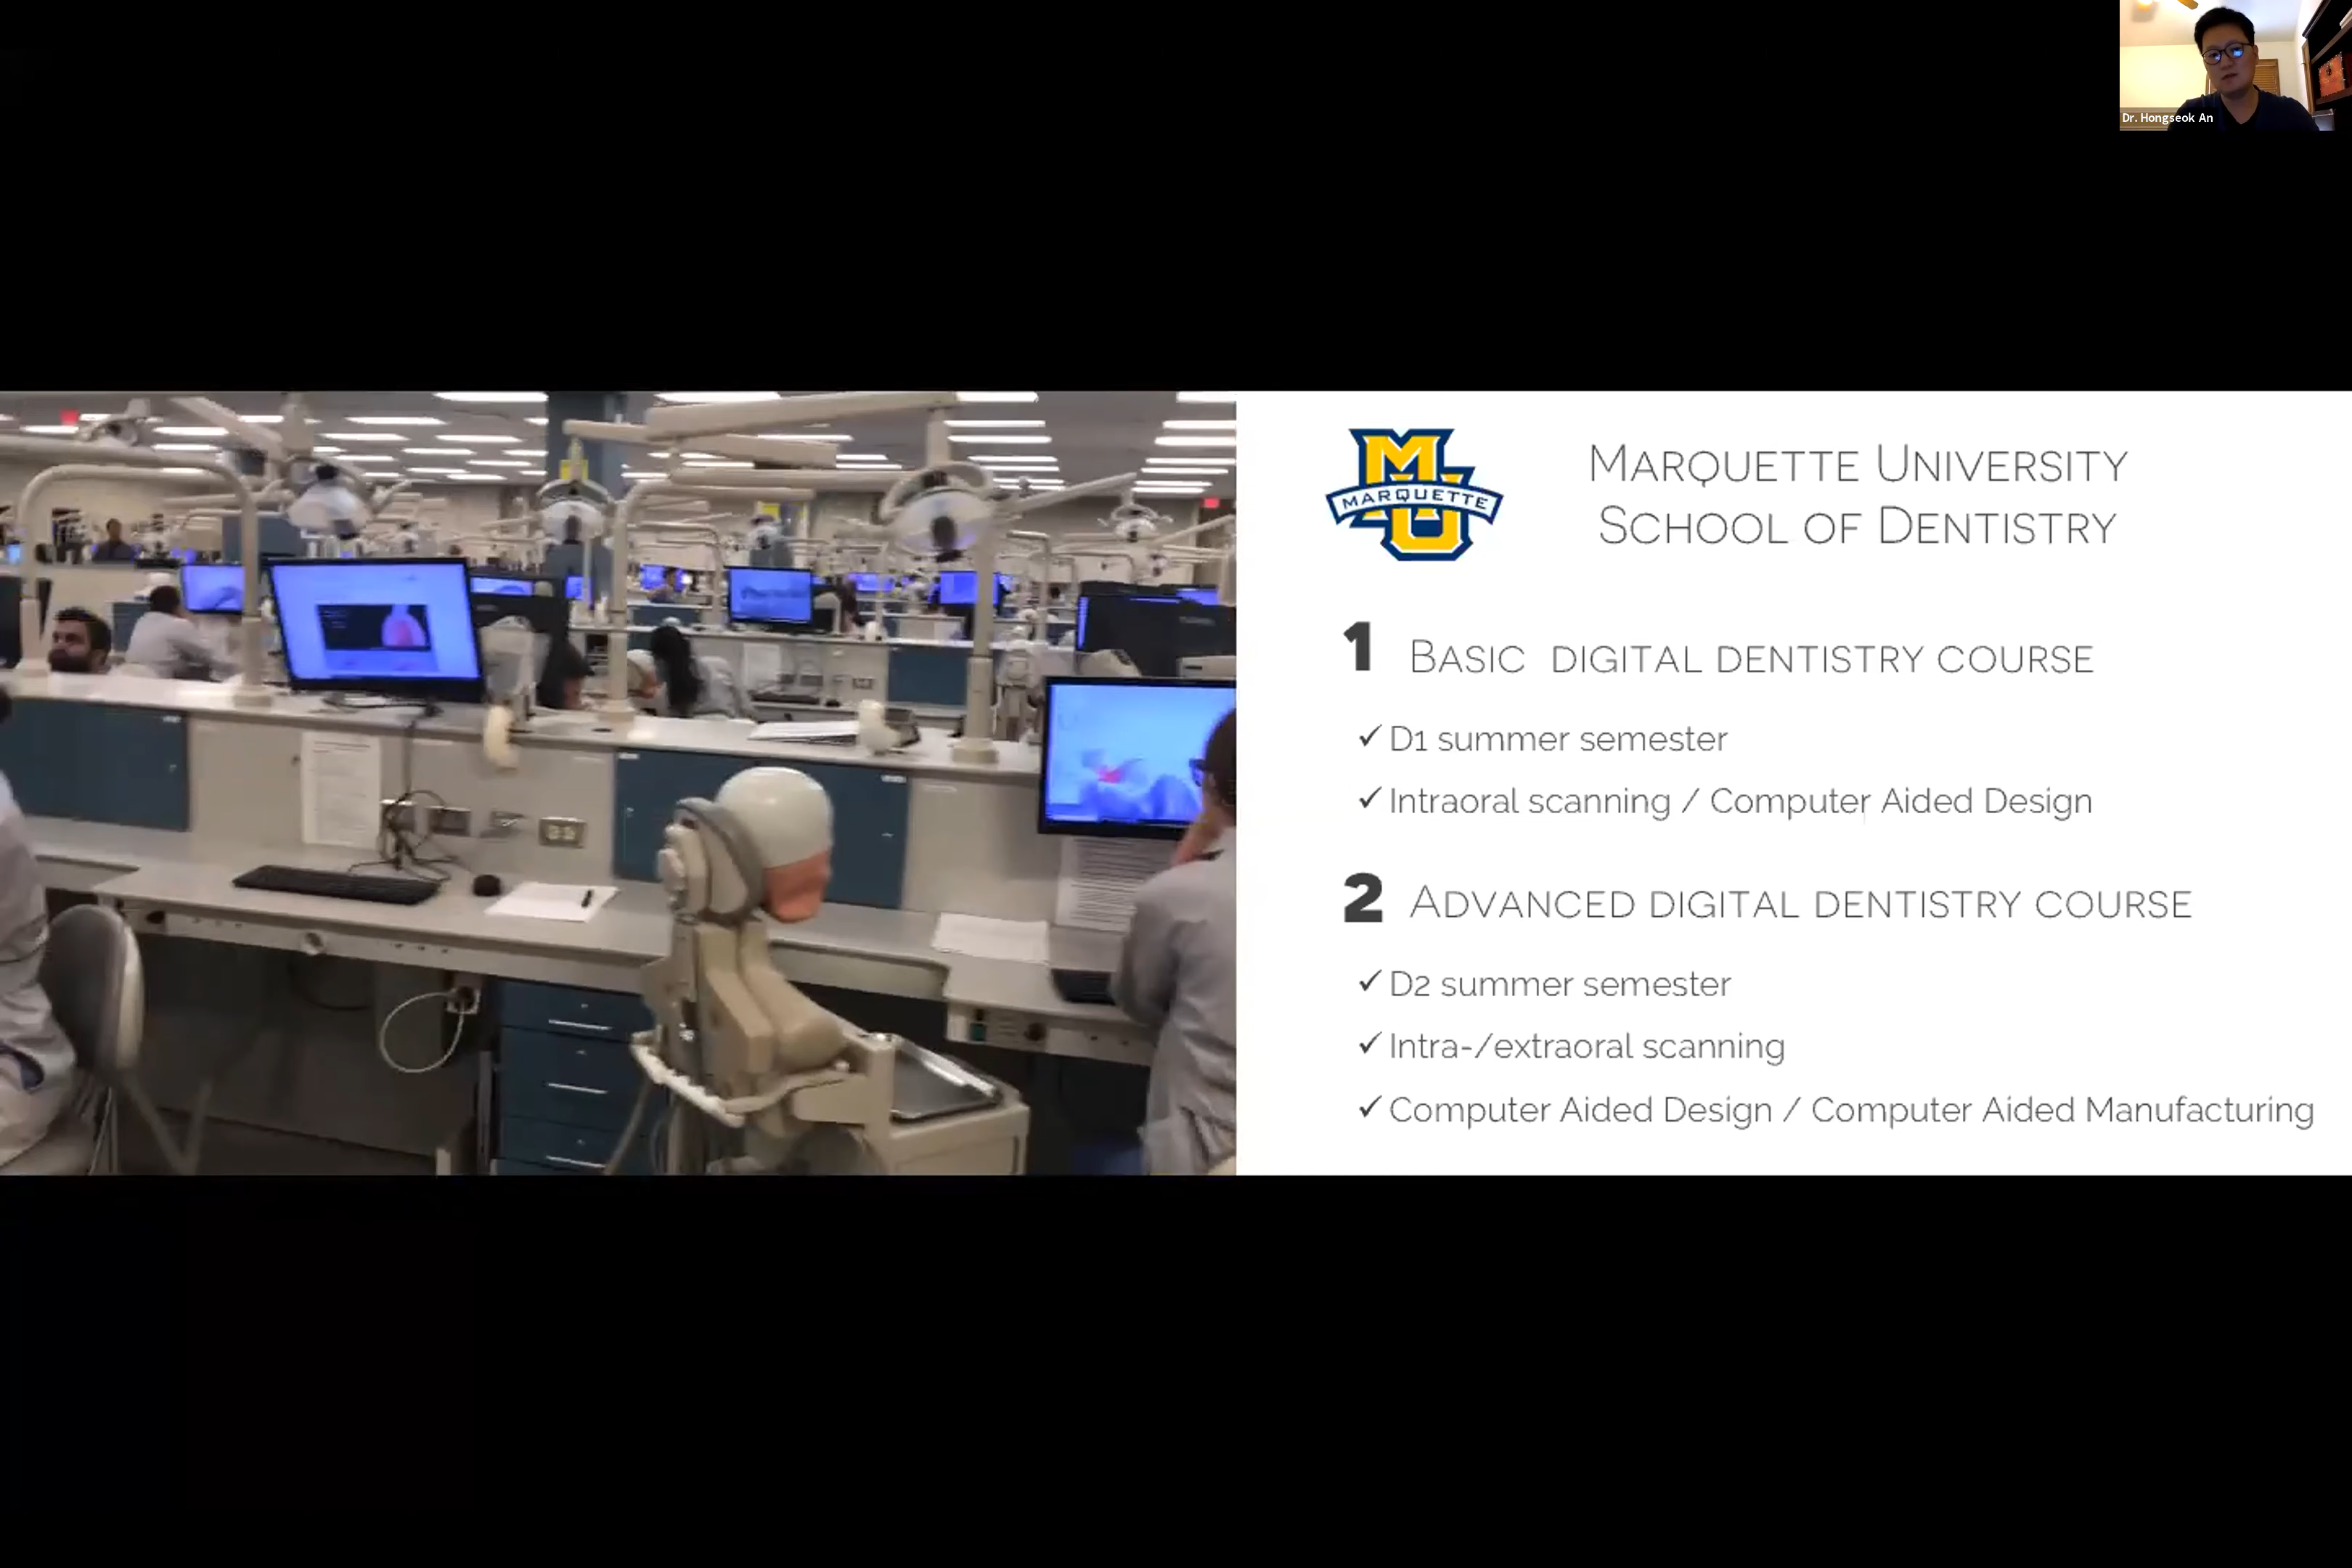 Dr. Hongseok An
MARQUETTE
MU
MARQUETTE UNIVERSITY
SCHOOL OF DENTISTRY
1 BASIC DIGITAL DENTISTRY COURSE
✓ D1 summer semester
✓ Intraoral scanning / Computer Aided Design
2 ADVANCED DIGITAL DENTISTRY COURSE
✓ D2 summer semester
✓ Intra-/extraoral scanning
✓ Computer Aided Design / Computer Aided Manufacturing